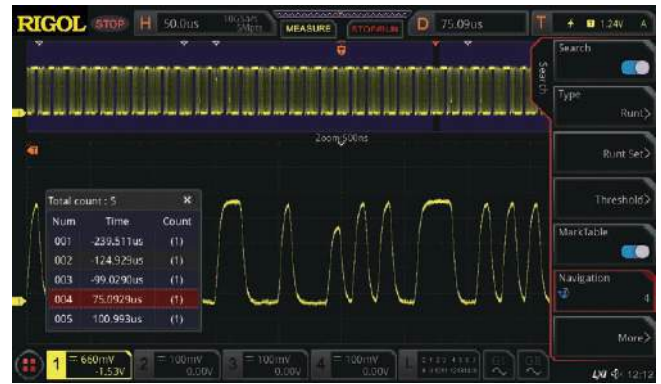 RIGOL STOP H 50.0us MEASURE STOP/RUN D 75.09us T 1.24V A
Search
Search
Type
Runt>
Zoom 500ns
Runt Set>
Threshold>
Total count : 5 ×
Num Time Count
001 -239.511us (1)
002 -124.929us (1)
003 -99.0290us (1)
004 75.0929us (1)
005 100.993us (1)
MarkTable
Navigation
4
More>
1 660mV -1.53V
2 100mV 0.00V
3 100mV 0.00V
4 100mV 0.00V
L
12:12